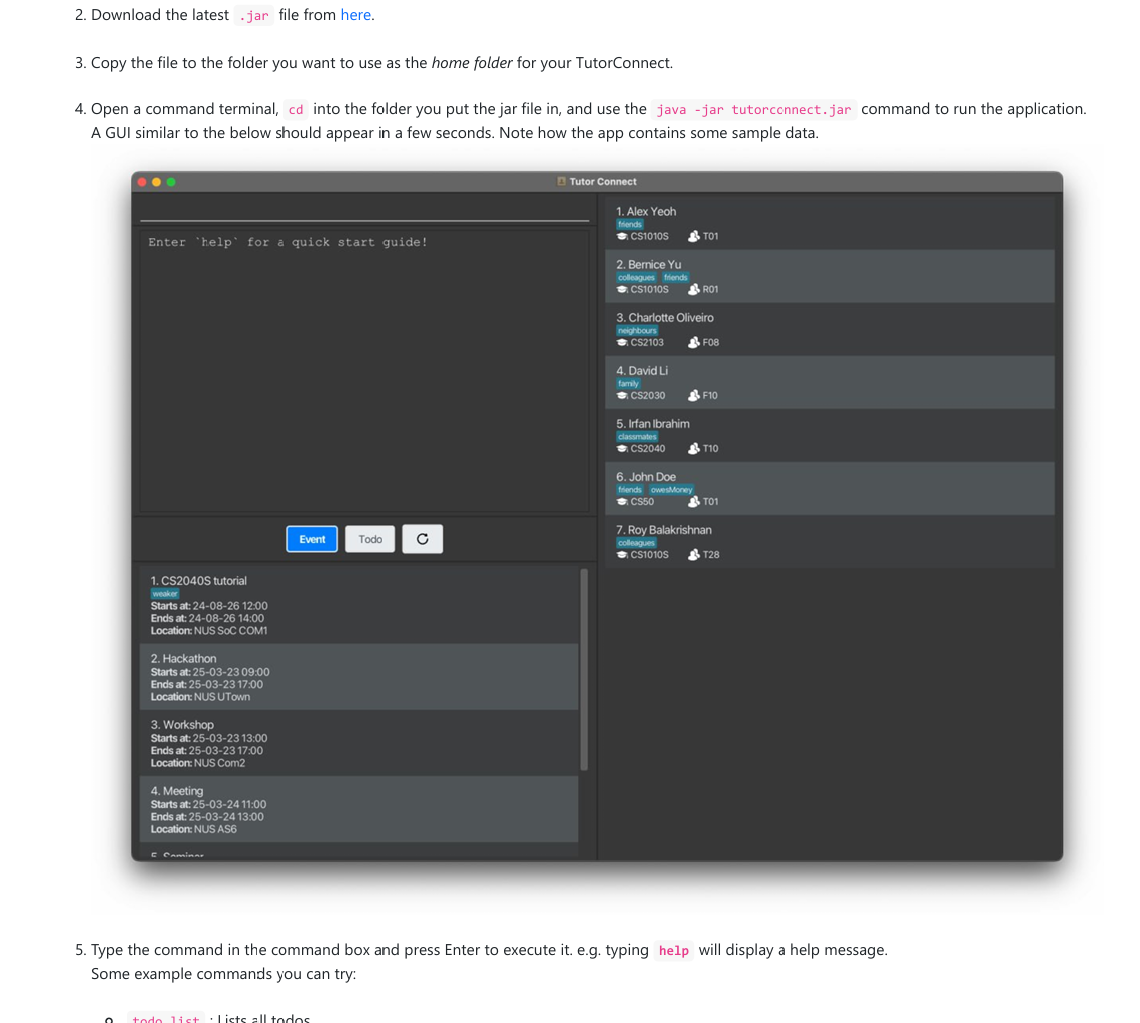 2. Download the latest .jar file from here.
3. Copy the file to the folder you want to use as the home folder for your TutorConnect.
4. Open a command terminal, cd into the folder you put the jar file in, and use the java -jar tutorconnect.jar command to run the application.
A GUI similar to the below should appear in a few seconds. Note how the app contains some sample data.
Tutor Connect
Enter `help` for a quick start guide!
Event Todo
1. CS2040S tutorial
weaker
Starts at: 24-08-26 12:00
Ends at: 24-08-26 14:00
Location: NUS SoC COM1
2. Hackathon
Starts at: 25-03-23 09:00
Ends at: 25-03-23 17:00
Location: NUS UTown
3. Workshop
Starts at: 25-03-23 13:00
Ends at: 25-03-23 17:00
Location: NUS Com2
4. Meeting
Starts at: 25-03-24 11:00
Ends at: 25-03-24 13:00
Location: NUS AS6
5. Seminar
1. Alex Yeoh
friends
CS1010S T01
2. Bernice Yu
colleagues friends
CS1010S R01
3. Charlotte Oliveiro
neighbours
CS2103 F08
4. David Li
family
CS2030 F10
5. Irfan Ibrahim
classmates
CS2040 T10
6. John Doe
friends owesMoney
CS50 T01
7. Roy Balakrishnan
colleagues
CS1010S T28
5. Type the command in the command box and press Enter to execute it. e.g. typing help will display a help message.
Some example commands you can try:
todo list : Lists all todos